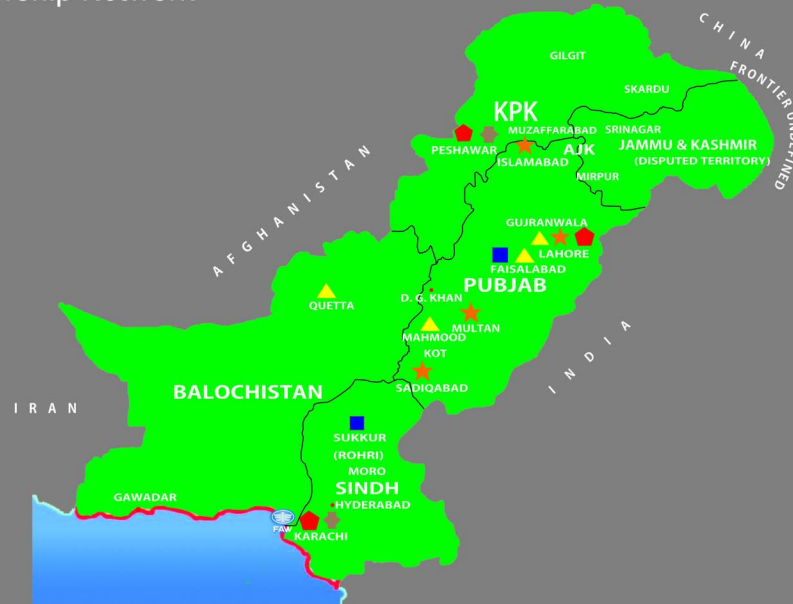 CHINA
FRONTIER UNDEFINED
GILGIT
SKARDU
KPK
MUZAFFARABAD
SRINAGAR
PESHAWAR
ISLAMABAD
AJK
JAMMU & KASHMIR
(DISPUTED TERRITORY)
MIRPUR
AFGHANISTAN
GUJRANWALA
LAHORE
FAISALABAD
PUBJAB
QUETTA
D. G. KHAN
MULTAN
MAHMOOD
KOT
INDIA
SADIQABAD
BALOCHISTAN
IRAN
SUKKUR
(ROHRI)
MORO
SINDH
GAWADAR
HYDERABAD
FAW
KARACHI